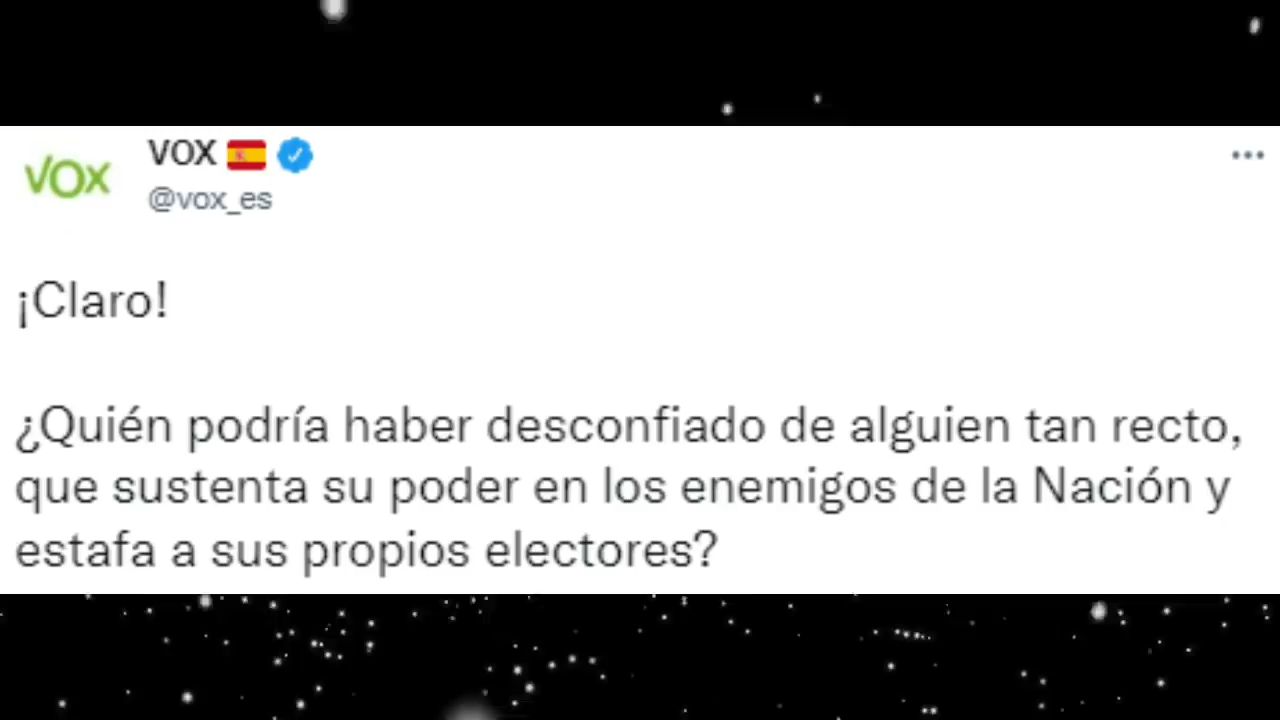 VOX
VOX
@vox_es
¡Claro!
¿Quién podría haber desconfiado de alguien tan recto,
que sustenta su poder en los enemigos de la Nación y
estafa a sus propios electores?